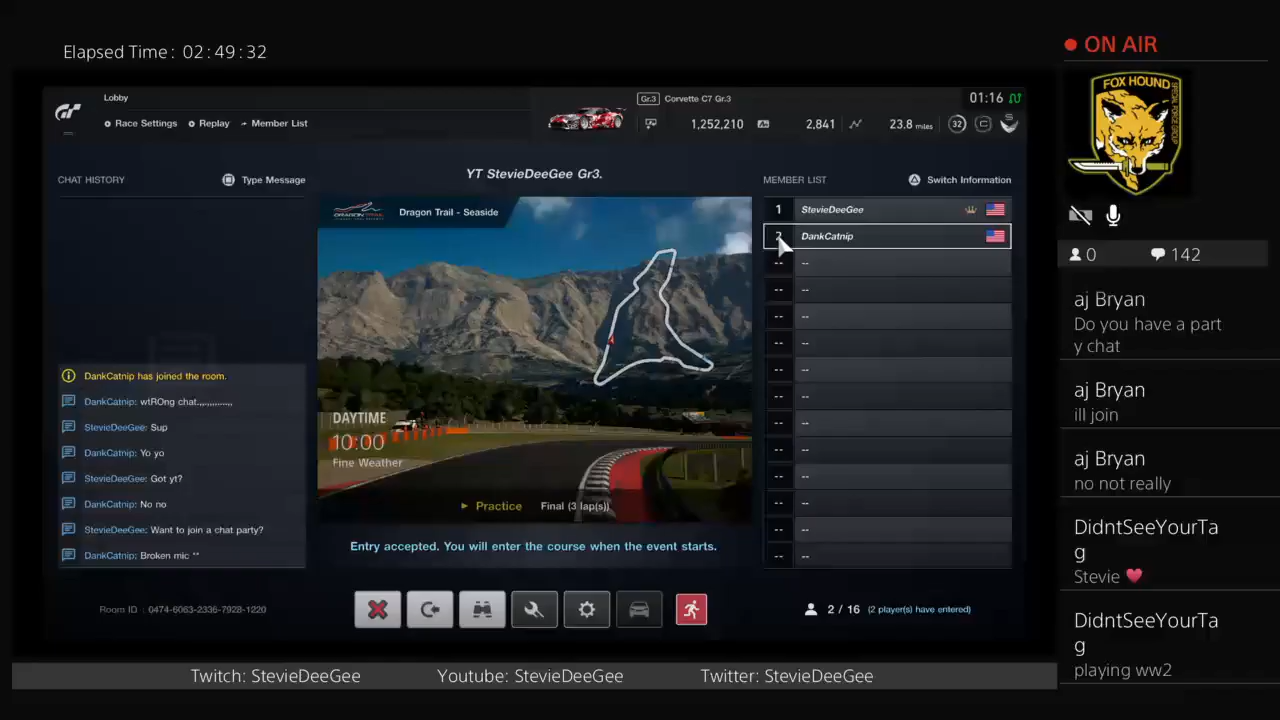 Elapsed Time: 02:49:32
ON AIR
FOX HOUND
SPECIAL FORCE GROUP
Lobby
Race Settings Replay Member List
Gr.3 Corvette C7 Gr.3
1,252,210 2,841 23.8 miles 32
01:16
CHAT HISTORY Type Message
YT StevieDeeGee Gr3.
MEMBER LIST Switch Information
DRAGON TRAIL
Dragon Trail - Seaside
1 StevieDeeGee
2 DankCatnip
-- --
-- --
-- --
-- --
-- --
-- --
-- --
-- --
-- --
-- --
-- --
-- --
DankCatnip has joined the room.
DankCatnip: wtROng chat.,,,,,,,,,,,,,
StevieDeeGee: Sup
DankCatnip: Yo yo
StevieDeeGee: Got yt?
DankCatnip: No no
StevieDeeGee: Want to join a chat party?
DankCatnip: Broken mic **
DAYTIME
10:00
Fine Weather
Practice Final (3 lap(s))
Entry accepted. You will enter the course when the event starts.
Room ID : 0474-6063-2336-7928-1220
2 / 16 (2 player(s) have entered)
0 142
aj Bryan
Do you have a part
y chat
aj Bryan
ill join
aj Bryan
no not really
DidntSeeYourTa
g
Stevie ❤
DidntSeeYourTa
g
playing ww2
Twitch: StevieDeeGee Youtube: StevieDeeGee Twitter: StevieDeeGee